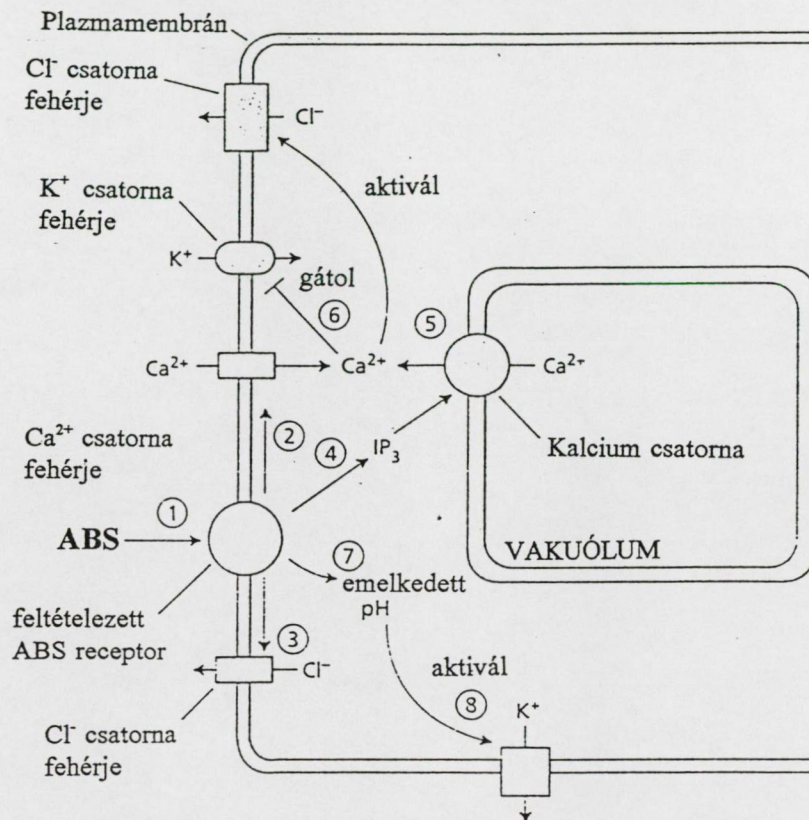 Plazmamembrán
Cl⁻ csatorna
fehérje
Cl⁻
aktivál
K⁺ csatorna
fehérje
K⁺
gátol
⑥
⑤
Ca²⁺
Ca²⁺
Ca²⁺
Ca²⁺ csatorna
fehérje
②
④
IP₃
Kalcium csatorna
①
ABS
VAKUÓLUM
⑦
emelkedett
pH
feltételezett
ABS receptor
③
Cl⁻
aktivál
⑧
K⁺
Cl⁻ csatorna
fehérje